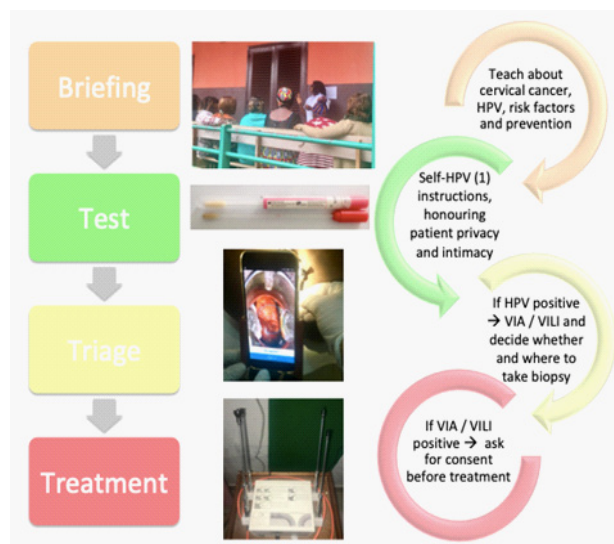 Briefing
Teach about
cervical cancer,
HPV, risk factors
and prevention
Test
Self-HPV (1)
instructions,
honouring
patient privacy
and intimacy
Triage
If HPV positive
→ VIA / VILI and
decide whether
and where to
take biopsy
Treatment
If VIA / VILI
positive → ask
for consent
before treatment